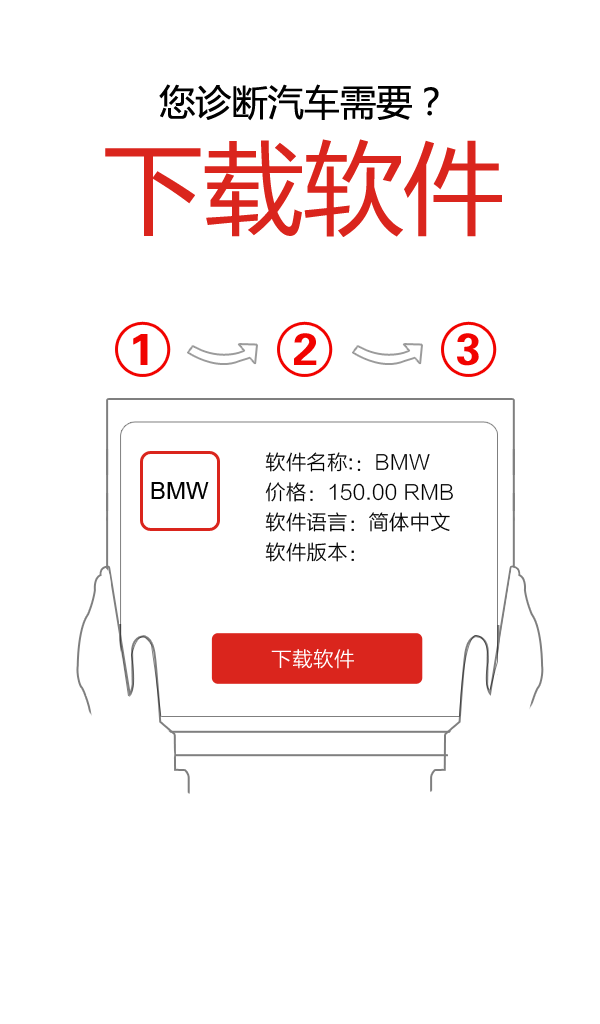 您诊断汽车需要？
下载软件
① ② ③
BMW
软件名称:：BMW
价格：150.00 RMB
软件语言：简体中文
软件版本：
下载软件